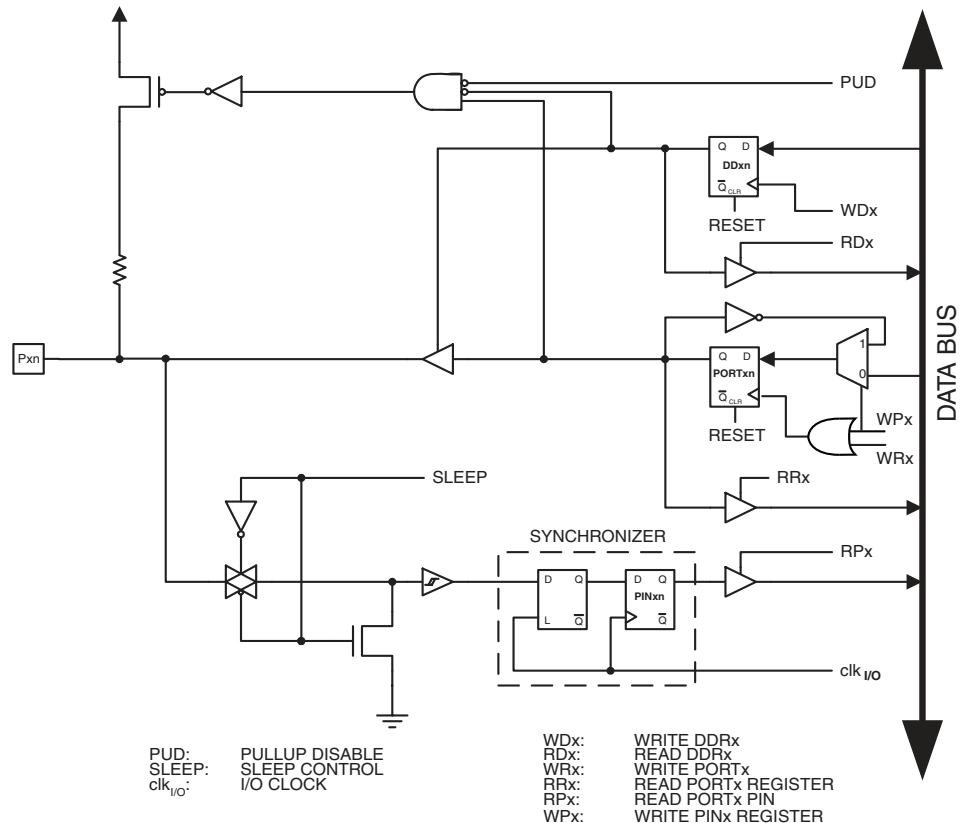 PUD
Q D
DDxn
Q CLR
WDx
RESET
RDx
Pxn
1
Q D
0
PORTxn
Q CLR
WPx
RESET
WRx
DATA BUS
SLEEP
RRx
SYNCHRONIZER
RPx
D Q
D Q
PINxn
L Q
Q
clk I/O
PUD: PULLUP DISABLE
SLEEP: SLEEP CONTROL
clkI/O: I/O CLOCK
WDx: WRITE DDRx
RDx: READ DDRx
WRx: WRITE PORTx
RRx: READ PORTx REGISTER
RPx: READ PORTx PIN
WPx: WRITE PINx REGISTER